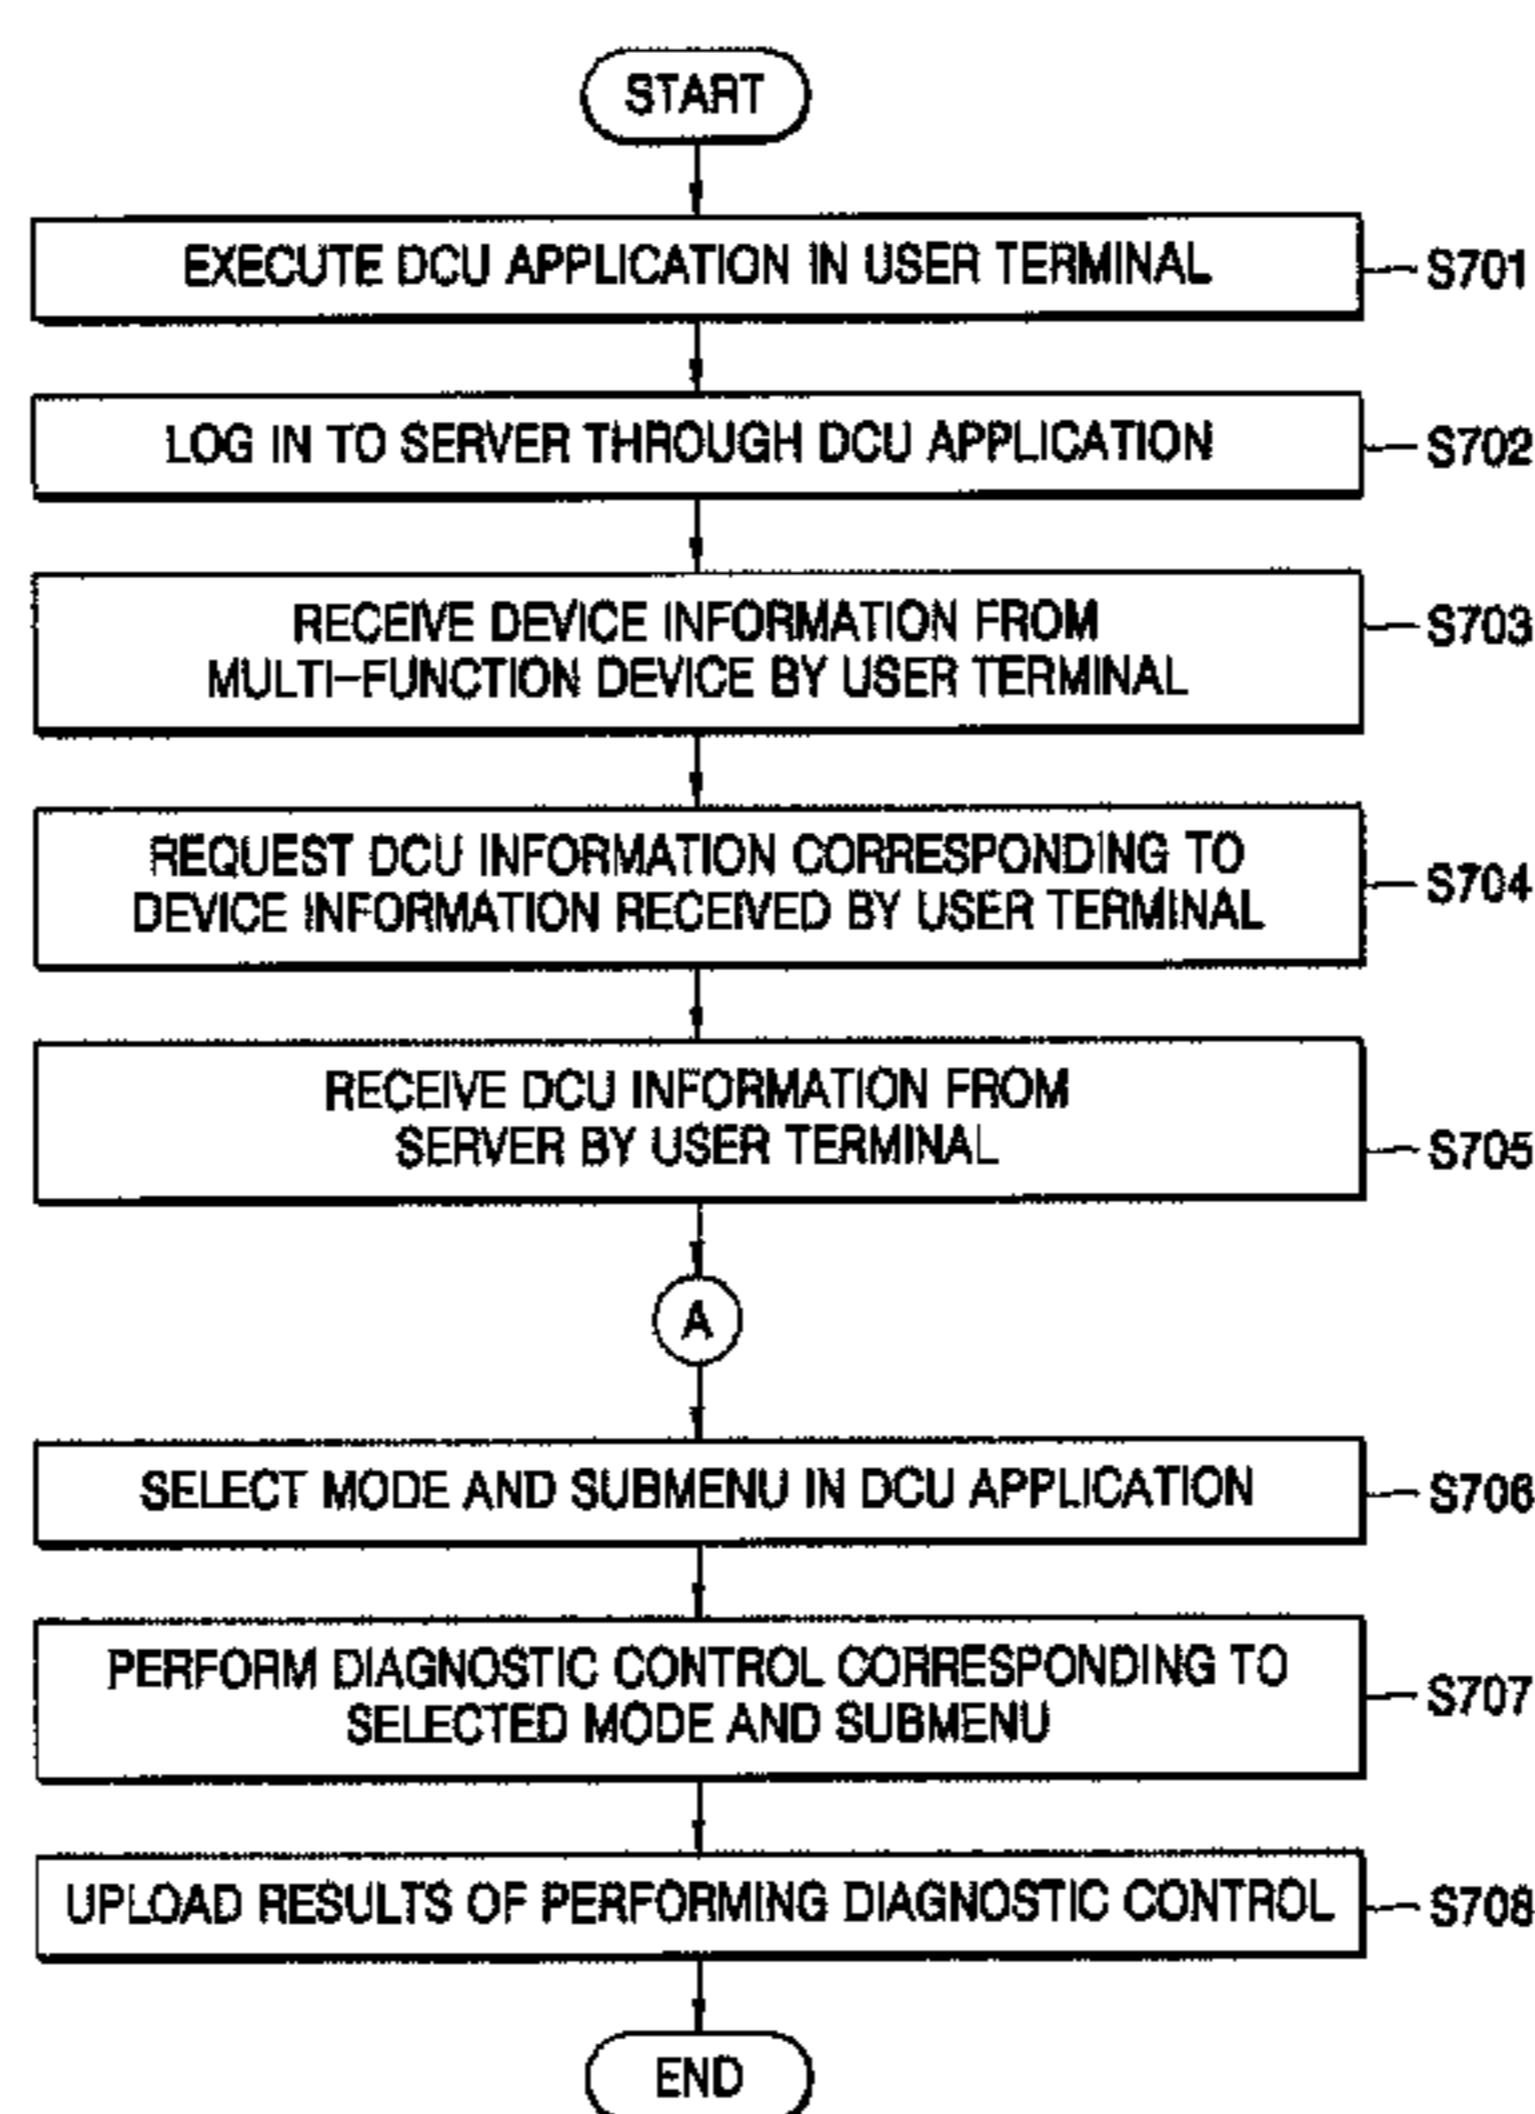 START
EXECUTE DCU APPLICATION IN USER TERMINAL
S701
LOG IN TO SERVER THROUGH DCU APPLICATION
S702
RECEIVE DEVICE INFORMATION FROM
MULTI-FUNCTION DEVICE BY USER TERMINAL
S703
REQUEST DCU INFORMATION CORRESPONDING TO
DEVICE INFORMATION RECEIVED BY USER TERMINAL
S704
RECEIVE DCU INFORMATION FROM
SERVER BY USER TERMINAL
S705
A
SELECT MODE AND SUBMENU IN DCU APPLICATION
S706
PERFORM DIAGNOSTIC CONTROL CORRESPONDING TO
SELECTED MODE AND SUBMENU
S707
UPLOAD RESULTS OF PERFORMING DIAGNOSTIC CONTROL
S708
END